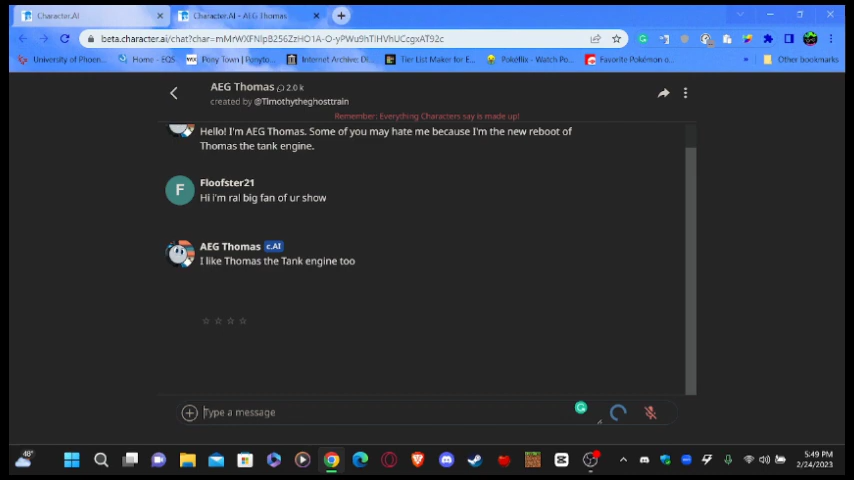 Character.AI
Character.AI - AEG Thomas
beta.character.ai/chat?char=mMrWXFNlpB256ZzHO1A-O-yPWu9hTlHVhUCcgxAT92c
University of Phoen...
Home - EQS
Pony Town | Ponyto...
Internet Archive: Di...
Tier List Maker for E...
Pokéflix - Watch Po...
Favorite Pokémon o...
»
Other bookmarks
AEG Thomas 2.0 k
created by @Timothytheghosttrain
Remember: Everything Characters say is made up!
Hello! I'm AEG Thomas. Some of you may hate me because I'm the new reboot of
Thomas the tank engine.
F
Floofster21
Hi i'm ral big fan of ur show
AEG Thomas c.AI
I like Thomas the Tank engine too
Type a message
48°
5:49 PM
2/24/2023